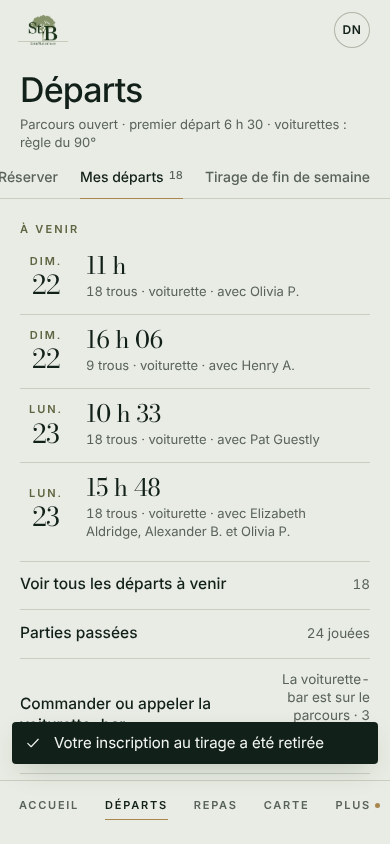 St B
DN
Départs
Parcours ouvert · premier départ 6 h 30 · voiturettes :
règle du 90°
Réserver
Mes départs 18
Tirage de fin de semaine
À VENIR
DIM.
22
11 h
18 trous · voiturette · avec Olivia P.
DIM.
22
16 h 06
9 trous · voiturette · avec Henry A.
LUN.
23
10 h 33
18 trous · voiturette · avec Pat Guestly
LUN.
23
15 h 48
18 trous · voiturette · avec Elizabeth
Aldridge, Alexander B. et Olivia P.
Voir tous les départs à venir
18
Parties passées
24 jouées
Commander ou appeler la
La voiturette-
bar est sur le
parcours · 3
Votre inscription au tirage a été retirée
ACCUEIL
DÉPARTS
REPAS
CARTE
PLUS